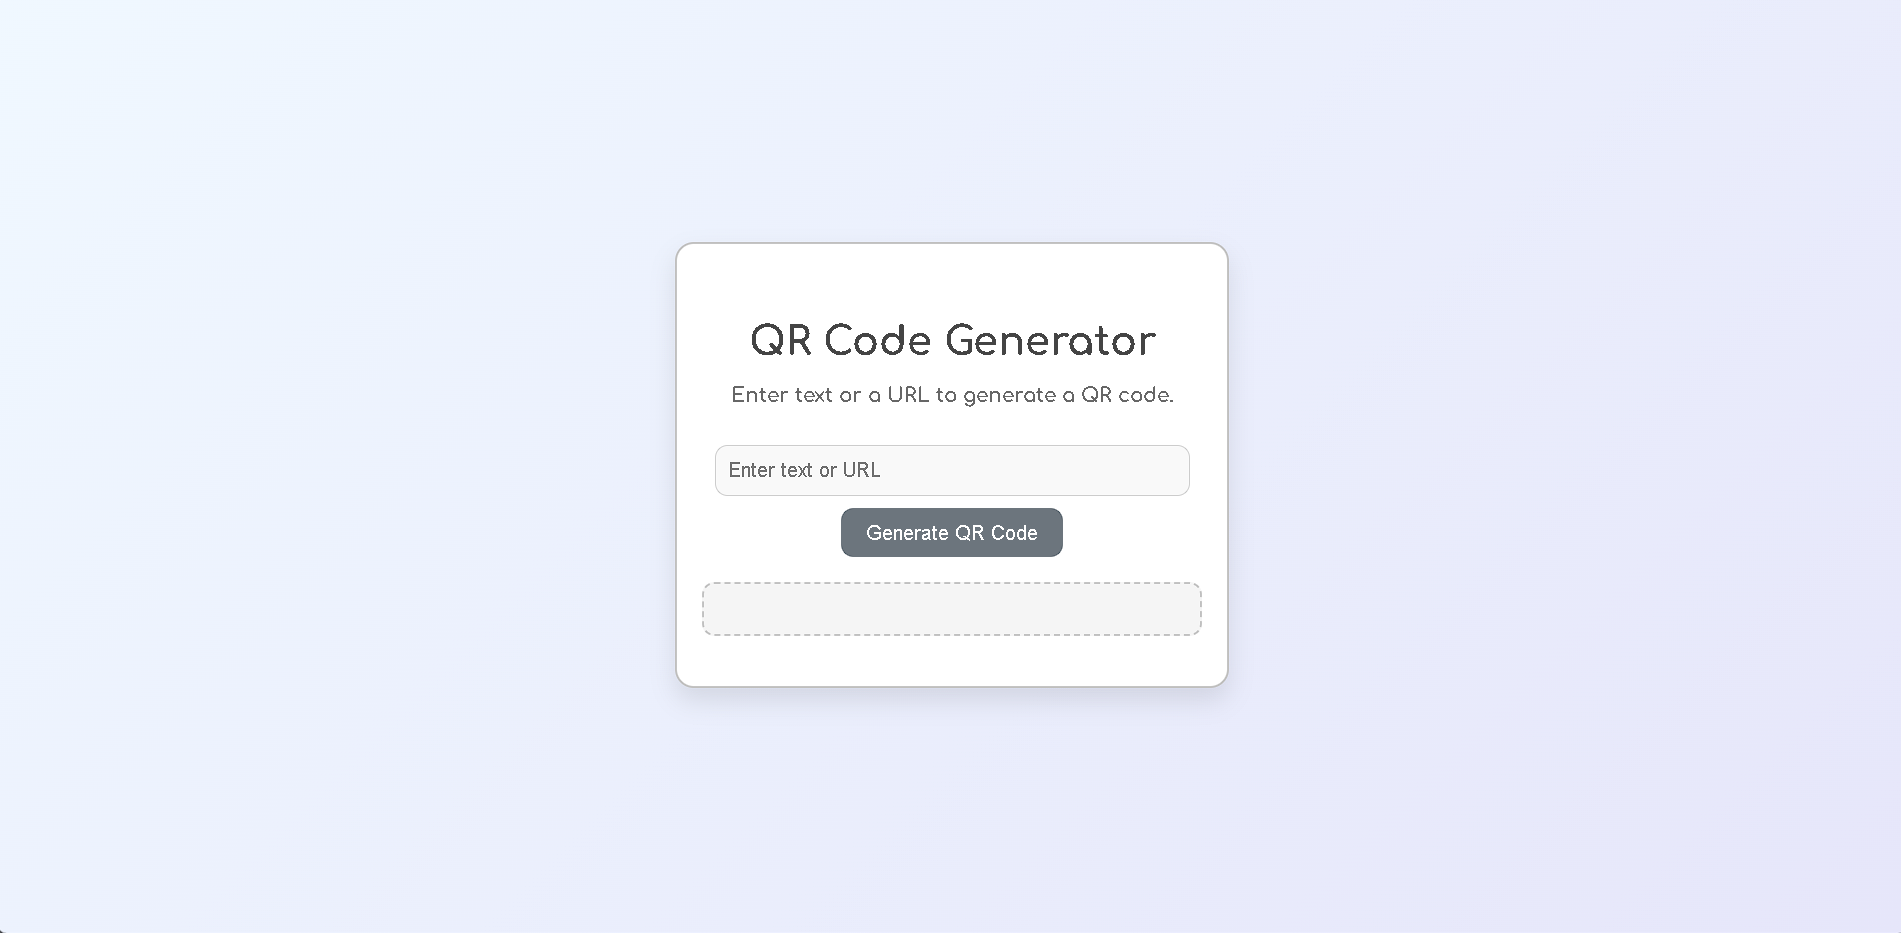 QR Code Generator
Enter text or a URL to generate a QR code.
Enter text or URL
Generate QR Code